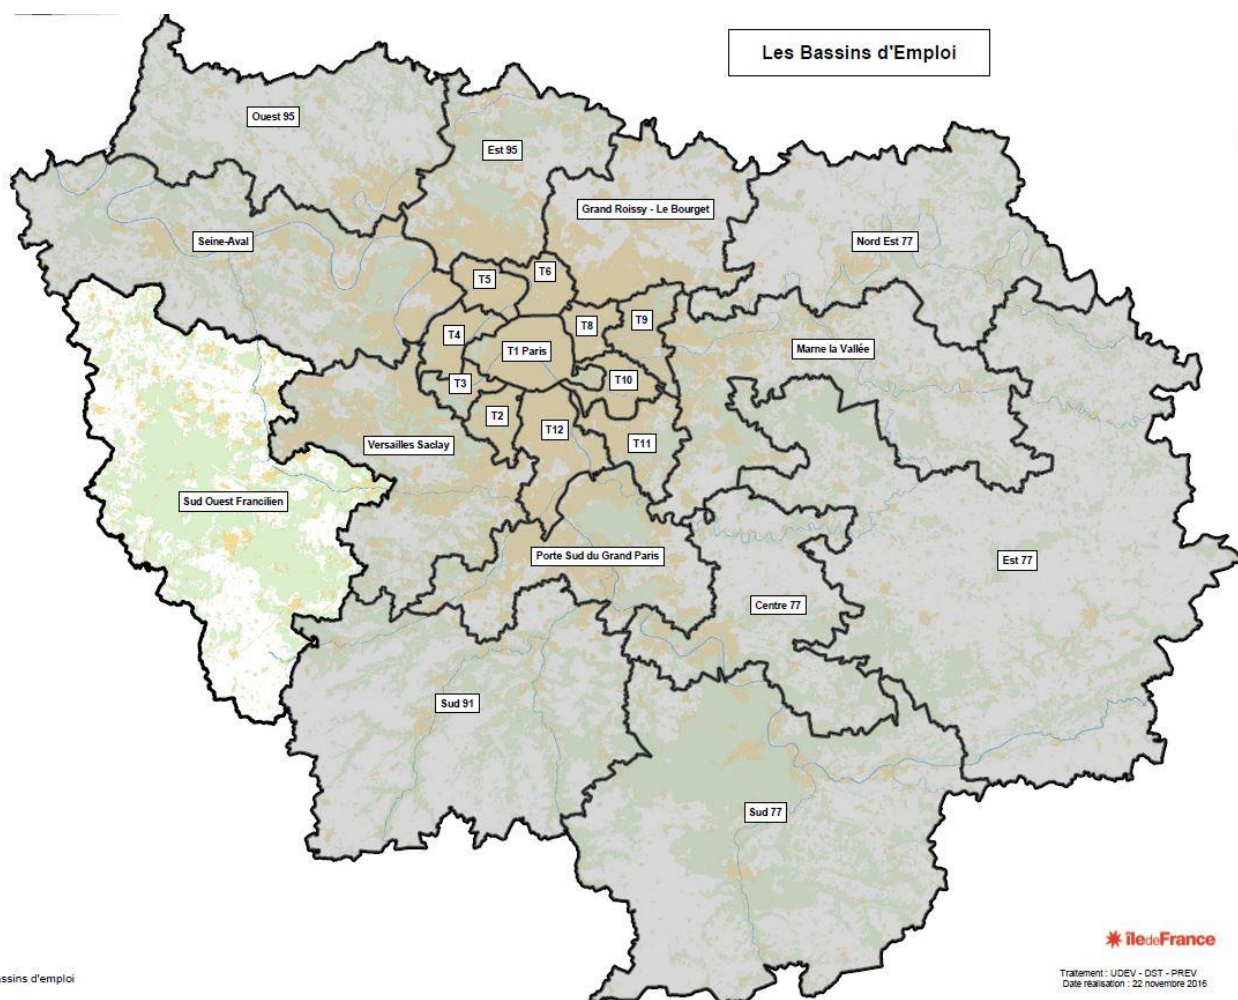 Les Bassins d'Emploi
Ouest 95
Est 95
Grand Roissy - Le Bourget
Seine-Aval
Nord Est 77
T6
T5
T8
T9
T4
T1 Paris
Marne la Vallée
T3
T10
T2
T12
T11
Versailles Saclay
Sud Ouest Francilien
Porte Sud du Grand Paris
Est 77
Centre 77
Sud 91
Sud 77
îledeFrance
Traitement : UDEV - DST - PREV
Date réalisation : 22 novembre 2016
assins d'emploi